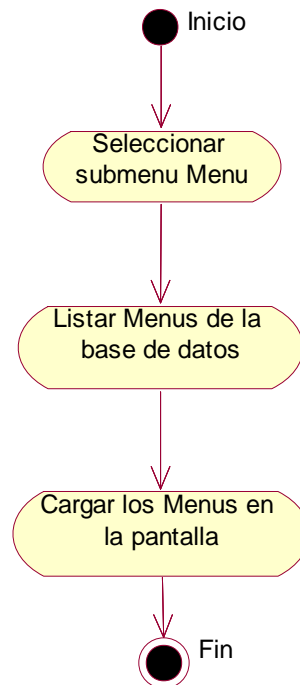 Inicio
Seleccionar
submenu Menu
Listar Menus de la
base de datos
Cargar los Menus en
la pantalla
Fin